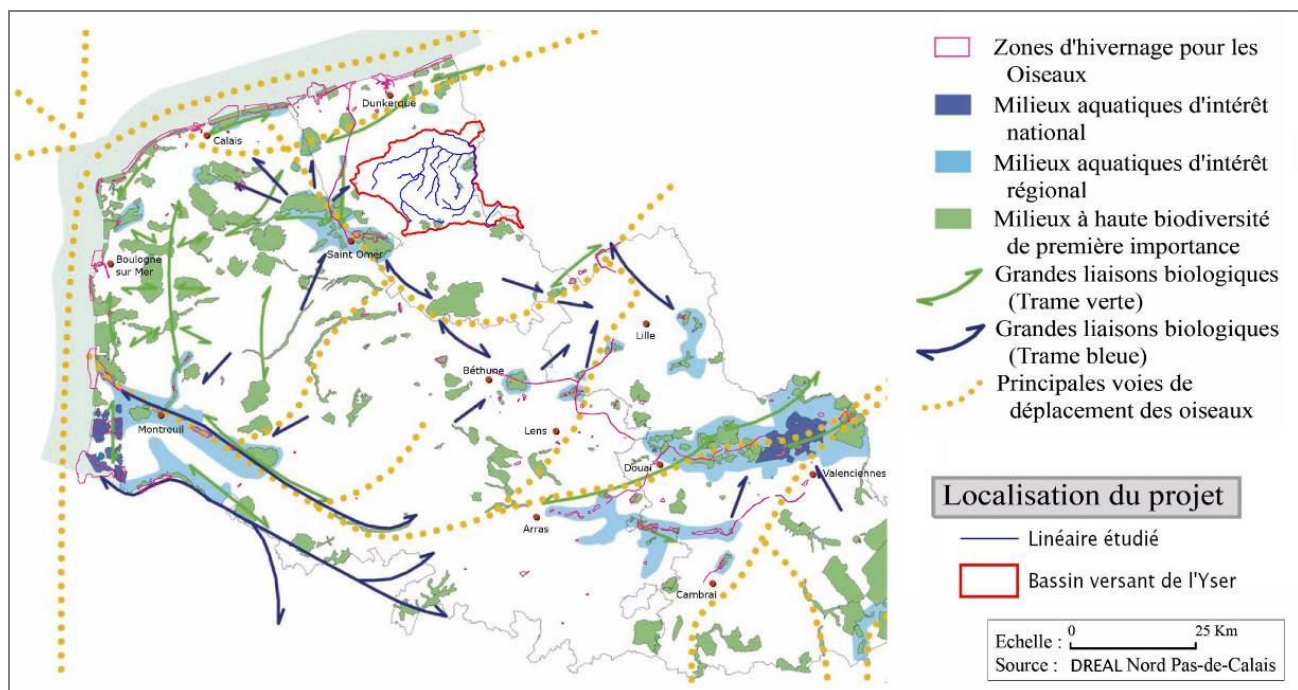 Dunkerque
Calais
Saint Omer
Boulogne
sur Mer
Lille
Béthune
Montreuil
Lens
Douai
Valenciennes
Arras
Cambrai
Zones d'hivernage pour les
Oiseaux
Milieux aquatiques d'intérêt
national
Milieux aquatiques d'intérêt
régional
Milieux à haute biodiversité
de première importance
Grandes liaisons biologiques
(Trame verte)
Grandes liaisons biologiques
(Trame bleue)
Principales voies de
déplacement des oiseaux
Localisation du projet
Linéaire étudié
Bassin versant de l'Yser
Echelle : 0 25 Km
Source : DREAL Nord Pas-de-Calais